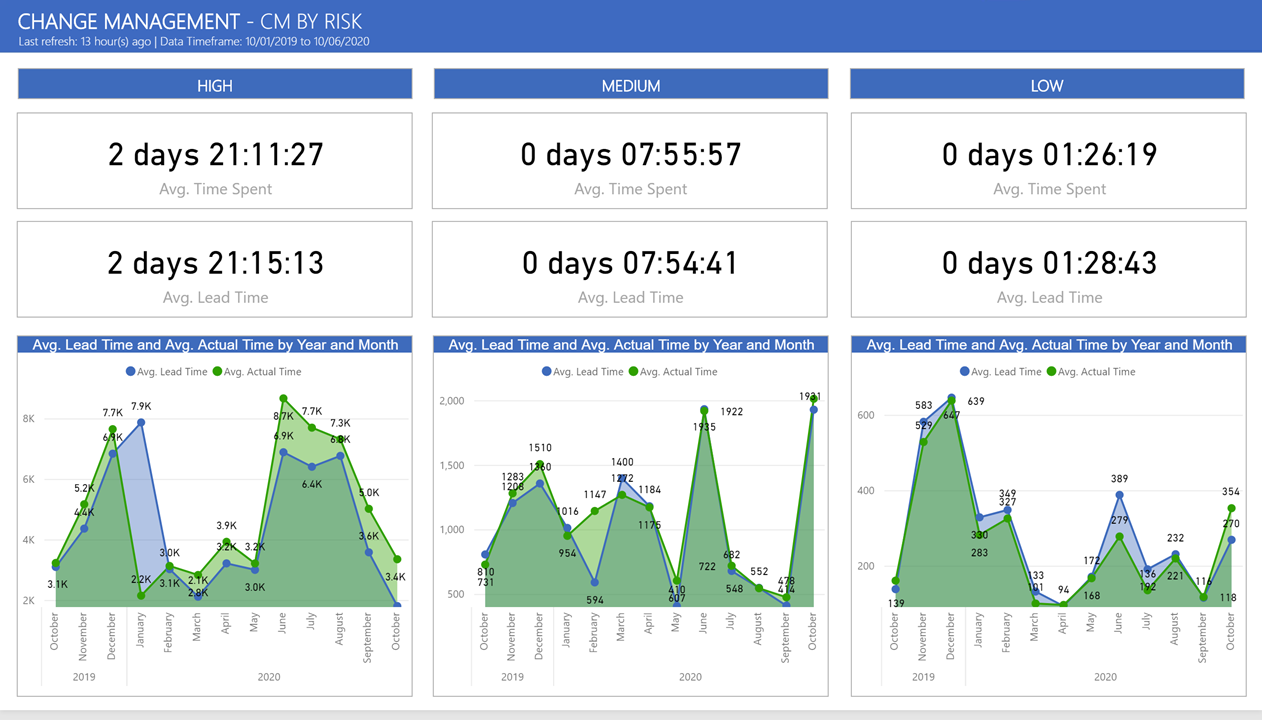 CHANGE MANAGEMENT - CM BY RISK
Last refresh: 13 hour(s) ago | Data Timeframe: 10/01/2019 to 10/06/2020
HIGH
MEDIUM
LOW
2 days 21:11:27
Avg. Time Spent
0 days 07:55:57
Avg. Time Spent
0 days 01:26:19
Avg. Time Spent
2 days 21:15:13
Avg. Lead Time
0 days 07:54:41
Avg. Lead Time
0 days 01:28:43
Avg. Lead Time
Avg. Lead Time and Avg. Actual Time by Year and Month
Avg. Lead Time Avg. Actual Time
8K
6K
4K
2K
3.1K
5.2K
4.4K
7.7K
6.9K
7.9K
2.2K
3.0K
3.1K
2.1K
2.8K
3.9K
3.2K
3.2K
3.0K
8.7K
6.9K
7.7K
6.4K
7.3K
6.8K
5.0K
3.6K
3.4K
October
November
December
January
February
March
April
May
June
July
August
September
October
2019
2020
Avg. Lead Time and Avg. Actual Time by Year and Month
Avg. Lead Time Avg. Actual Time
2,000
1,500
1,000
500
810
731
1283
1208
1510
1360
1016
954
1147
594
1400
1272
1184
1175
410
607
1922
1935
722
682
548
552
478
414
1931
October
November
December
January
February
March
April
May
June
July
August
September
October
2019
2020
Avg. Lead Time and Avg. Actual Time by Year and Month
Avg. Lead Time Avg. Actual Time
600
400
200
139
583
529
639
647
330
283
349
327
133
101
94
172
168
389
279
136
192
232
221
116
354
270
118
October
November
December
January
February
March
April
May
June
July
August
September
October
2019
2020